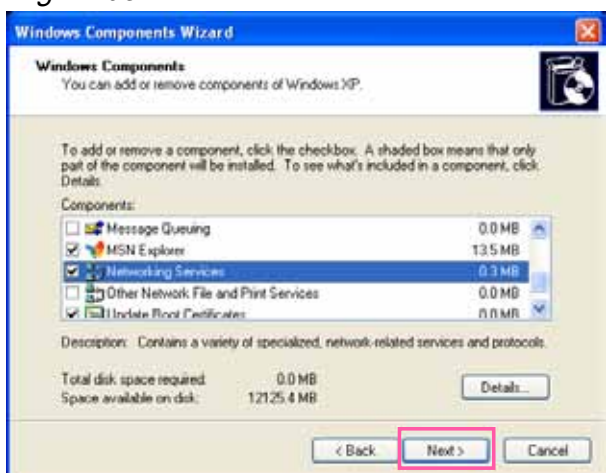 Windows Components Wizard
Windows Components
You can add or remove components of Windows XP.
To add or remove a component, click the checkbox. A shaded box means that only
part of the component will be installed. To see what's included in a component, click
Details.
Components:
Message Queuing 0.0 MB
MSN Explorer 13.5 MB
Networking Services 0.3 MB
Other Network File and Print Services 0.0 MB
Update Root Certificates 0.0 MB
Description: Contains a variety of specialized, network-related services and protocols.
Total disk space required: 0.0 MB
Space available on disk: 12125.4 MB
Details...
< Back Next > Cancel